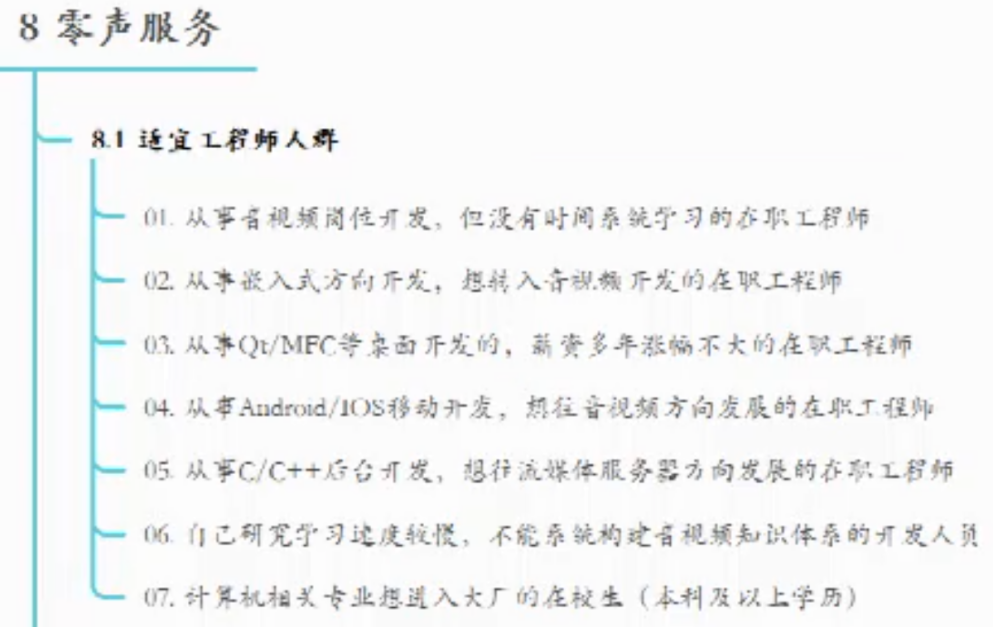 8 零声服务
8.1 适宜工程师人群
01. 从事音视频岗位开发，但没有时间系统学习的在职工程师
02. 从事嵌入式方向开发，想转入音视频开发的在职工程师
03. 从事Qt/MFC等桌面开发的，薪资多年涨幅不大的在职工程师
04. 从事Android/IOS移动开发，想往音视频方向发展的在职工程师
05. 从事C/C++后台开发，想往流媒体服务器方向发展的在职工程师
06. 自己研究学习速度较慢，不能系统构建音视频知识体系的开发人员
07. 计算机相关专业想进入大厂的在校生（本科及以上学历）